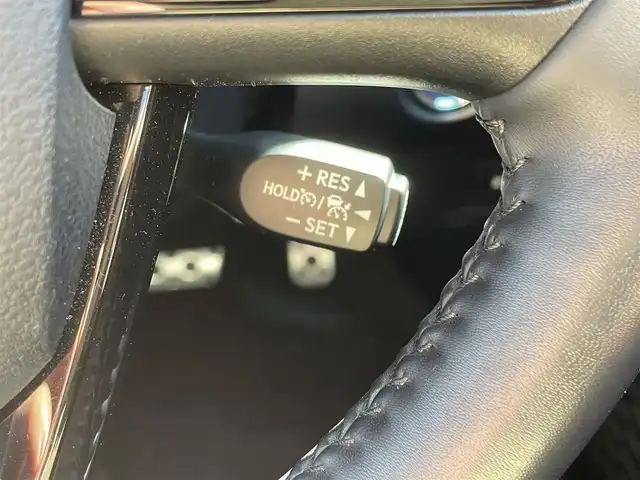 + RES
HOLD /
− SET